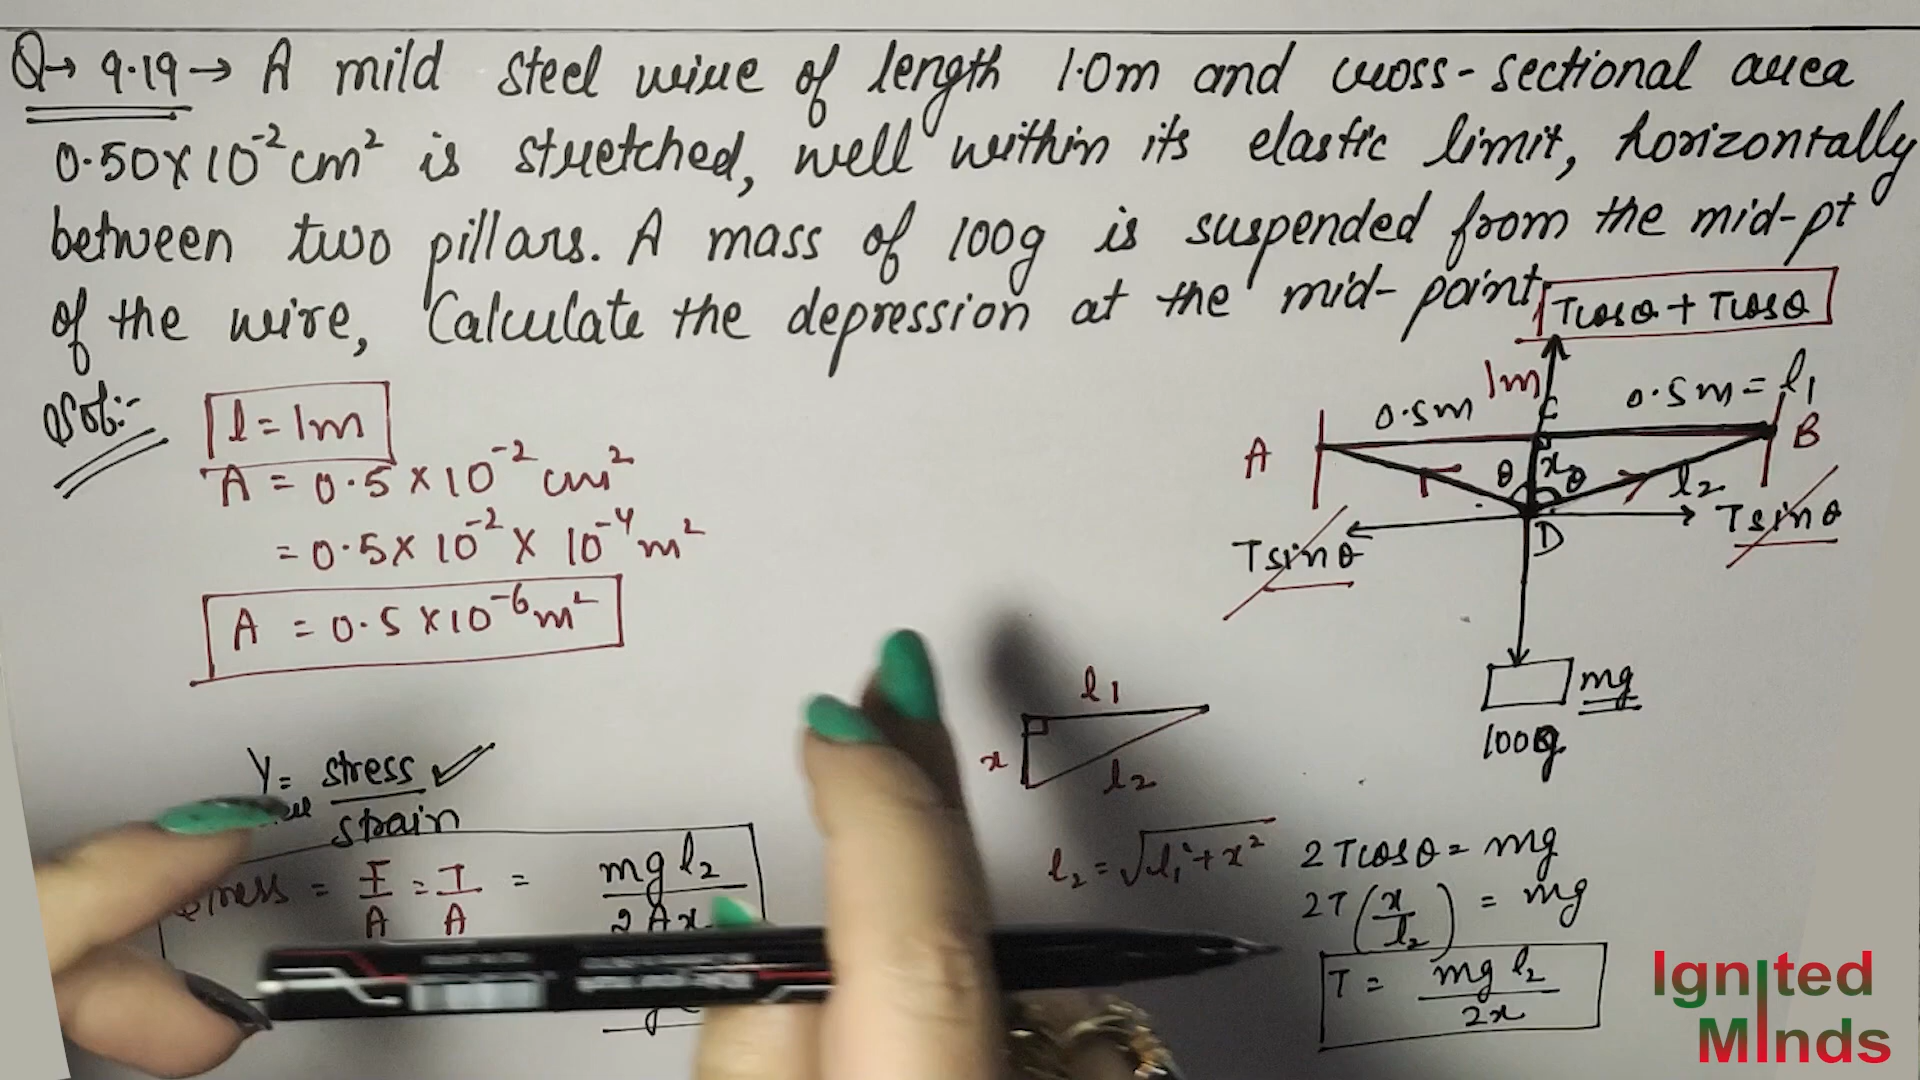 Q→ 9.19 → A mild steel wire of length 1.0m and cross-sectional area
0.50×10⁻²cm² is stretched, well within its elastic limit, horizontally
between two pillars. A mass of 100g is suspended from the mid-pt
of the wire, Calculate the depression at the mid-point.
Tcosθ + Tcosθ
Sol:-
l = 1m
A = 0.5×10⁻² cm²
= 0.5×10⁻² × 10⁻⁴ m²
A = 0.5×10⁻⁶ m²
1m
0.5m
C
0.5m = l₁
A
B
θ
x
θ
l₂
Tsinθ
D
Tsinθ
mg
100g
l₁
x
l₂
Y = stress
strain
stress = F/A = T/A = mg l₂
2Ax
l₂ = √l₁²+x²
2Tcosθ = mg
2T(x/l₂) = mg
T = mg l₂
2x
Ignited
Minds